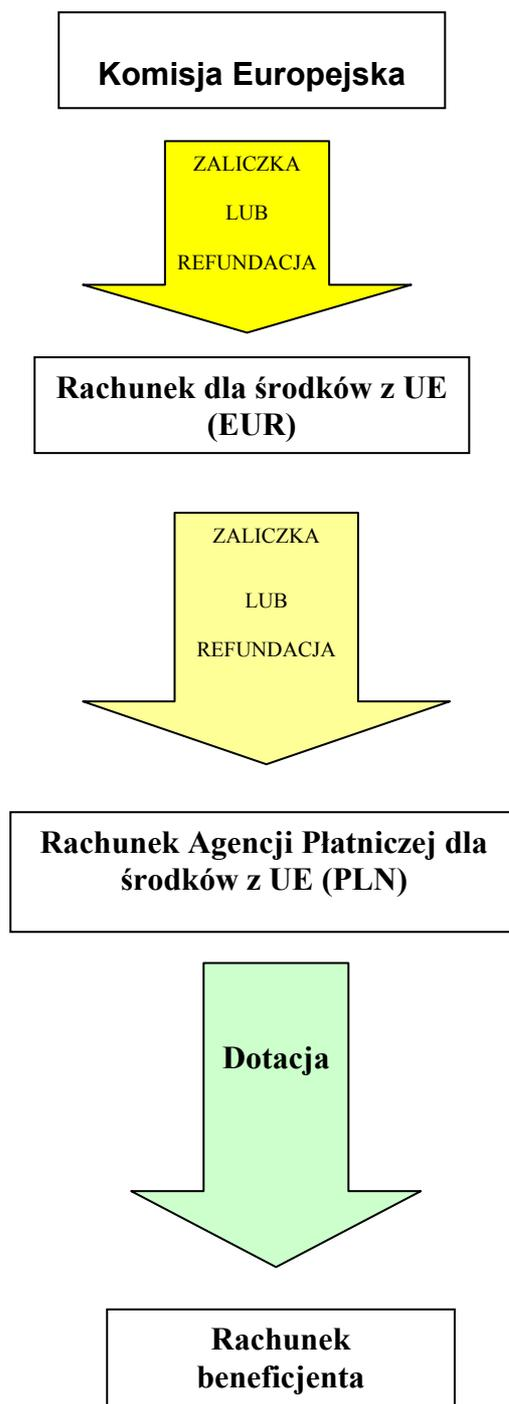 Komisja Europejska
ZALICZKA
LUB
REFUNDACJA
Rachunek dla środków z UE
(EUR)
ZALICZKA
LUB
REFUNDACJA
Rachunek Agencji Płatniczej dla
środków z UE (PLN)
Dotacja
Rachunek
beneficjenta